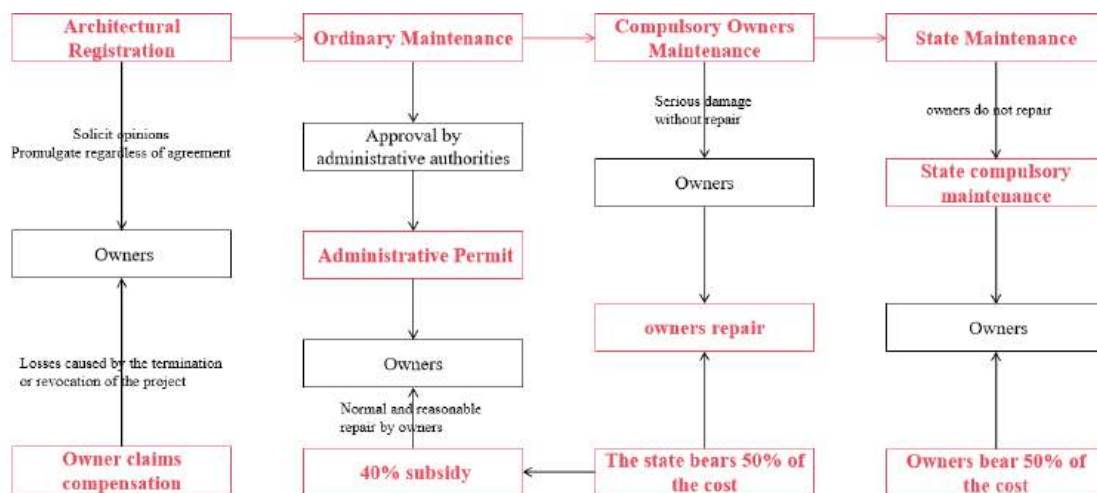 Architectural
Registration
Ordinary Maintenance
Compulsory Owners
Maintenance
State Maintenance
Solicit opinions
Promulgate regardless of agreement
Approval by
administrative authorities
Serious damage
without repair
owners do not repair
Owners
State compulsory
maintenance
Owners
Administrative Permit
owners repair
Owners
Losses caused by the termination
or revocation of the project
Owners
Normal and reasonable
repair by owners
Owner claims
compensation
40% subsidy
The state bears 50% of
the cost
Owners bear 50% of
the cost